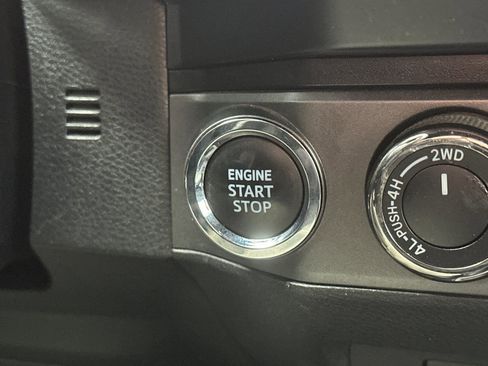 ENGINE
START
STOP
2WD
4L-PUSH-4H